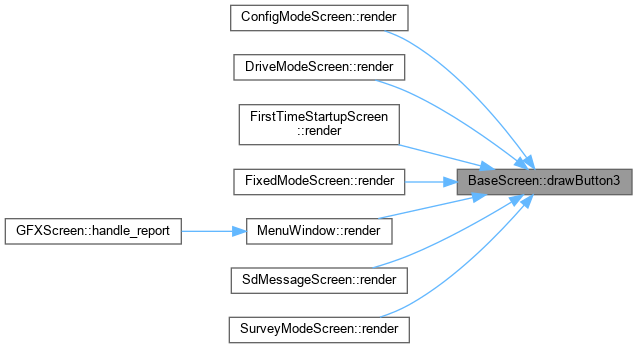 ConfigModeScreen::render
DriveModeScreen::render
FirstTimeStartupScreen
::render
BaseScreen::drawButton3
FixedModeScreen::render
GFXScreen::handle_report
MenuWindow::render
SdMessageScreen::render
SurveyModeScreen::render